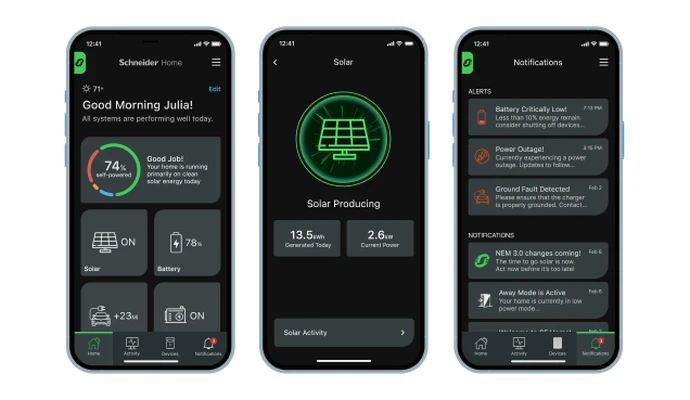 12:41
Schneider Home
71°
Edit
Good Morning Julia!
All systems are performing well today.
74%
self-powered
Good Job!
Your home is running
primarily on clean
solar energy today
ON
Solar
78%
Battery
+23MI
ON
Home
Activity
Devices
Notifications
3
12:41
Solar
Solar Producing
13.5kWh
Generated Today
2.6kW
Current Power
Solar Activity
12:41
Notifications
ALERTS
Battery Critically Low!
7:13 PM
Less than 10% energy remain
consider shutting off devices...
Power Outage!
3:15 PM
Currently experiencing a power
outage. Updates to follow...
Ground Fault Detected
Feb 2
Please ensure that the charger
is properly grounded. Contact...
NOTIFICATIONS
NEM 3.0 changes coming!
Feb 6
The time to go solar is now.
Act now before it's too late!
Away Mode is Active
Feb 6
Your home is currently in low
power mode...
Home
Activity
Devices
Notifications
3